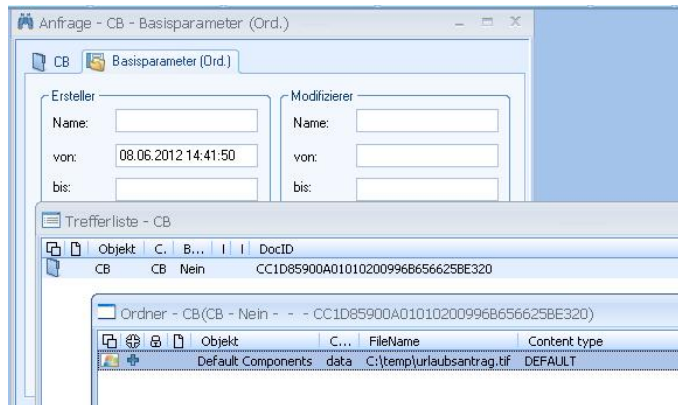 Anfrage - CB - Basisparameter (Ord.)
CB Basisparameter (Ord.)
Ersteller Modifizierer
Name: Name:
von: 08.06.2012 14:41:50 von:
bis: bis:
Trefferliste - CB
Objekt C. B... I I DocID
CB CB Nein CC1D85900A01010200996B656625BE320
Ordner - CB(CB - Nein - - - CC1D85900A01010200996B656625BE320)
Objekt C... FileName Content type
Default Components data C:\temp\urlaubsantrag.tif DEFAULT